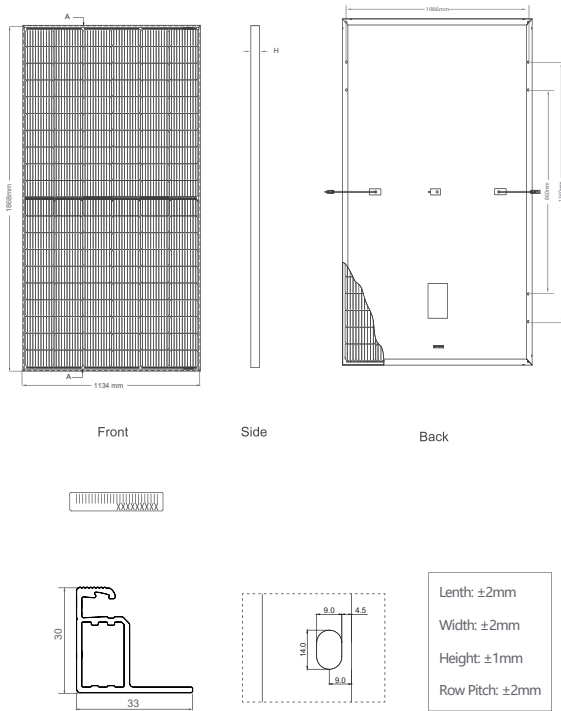 A
1086mm
H
1868mm
860mm
A
1134 mm
Front
Side
Back
XXXXXXXXX
30
33
9.0
4.5
14.0
9.0
Lenth: ±2mm
Width: ±2mm
Height: ±1mm
Row Pitch: ±2mm